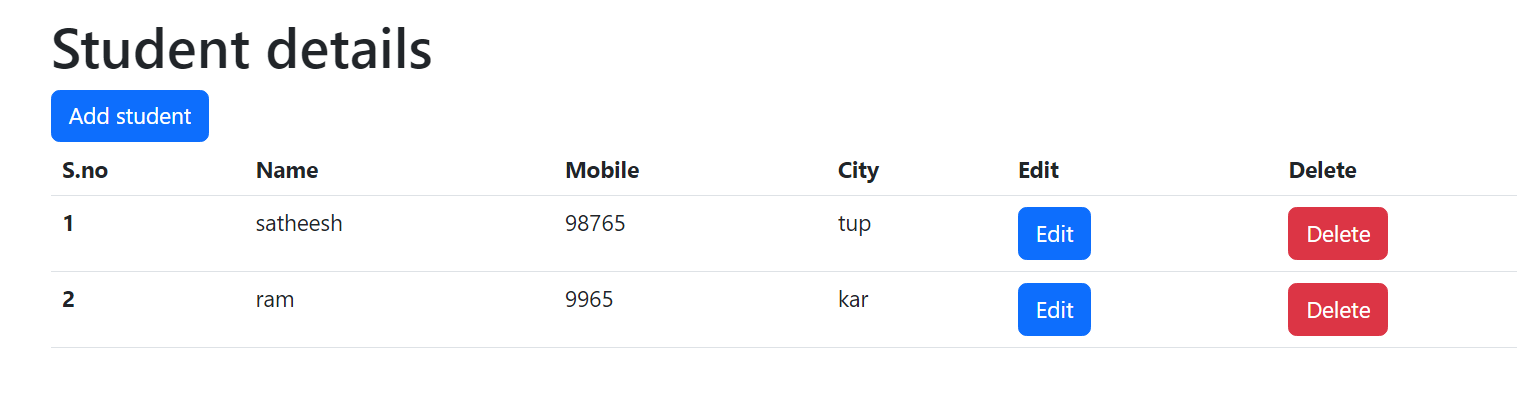 Student details
Add student
S.no Name Mobile City Edit Delete
1 satheesh 98765 tup Edit Delete
2 ram 9965 kar Edit Delete